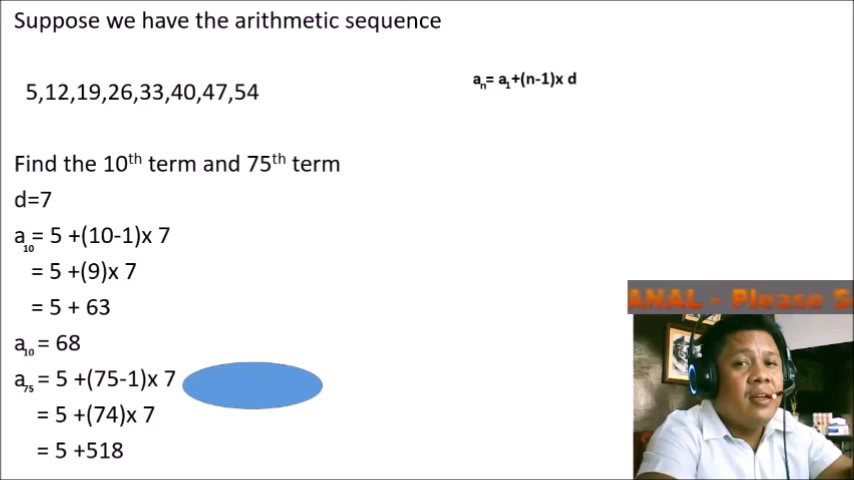 Suppose we have the arithmetic sequence
aₙ= a₁+(n-1)x d
5,12,19,26,33,40,47,54
Find the 10ᵗʰ term and 75ᵗʰ term
d=7
a₁₀= 5 +(10-1)x 7
= 5 +(9)x 7
= 5 + 63
a₁₀ = 68
a₇₅ = 5 +(75-1)x 7
= 5 +(74)x 7
= 5 +518
ANAL - Please S